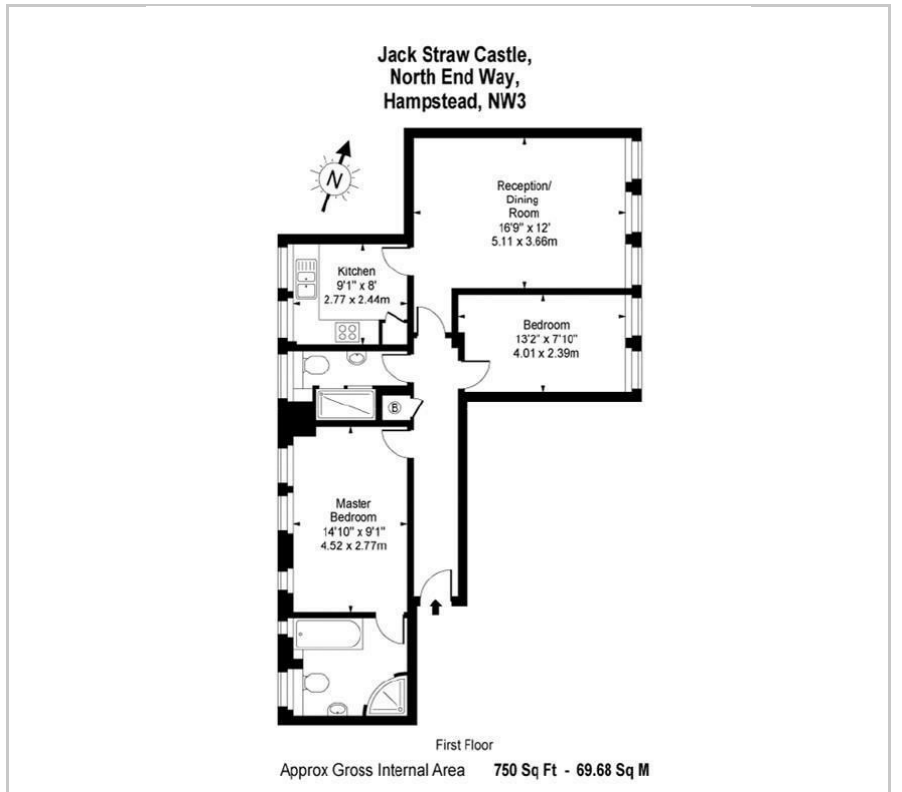 Jack Straw Castle,
North End Way,
Hampstead, NW3
N
Reception/
Dining
Room
16'9" x 12'
5.11 x 3.66m
Kitchen
9'1" x 8'
2.77 x 2.44m
Bedroom
13'2" x 7'10"
4.01 x 2.39m
B
Master
Bedroom
14'10" x 9'1"
4.52 x 2.77m
First Floor
Approx Gross Internal Area 750 Sq Ft - 69.68 Sq M